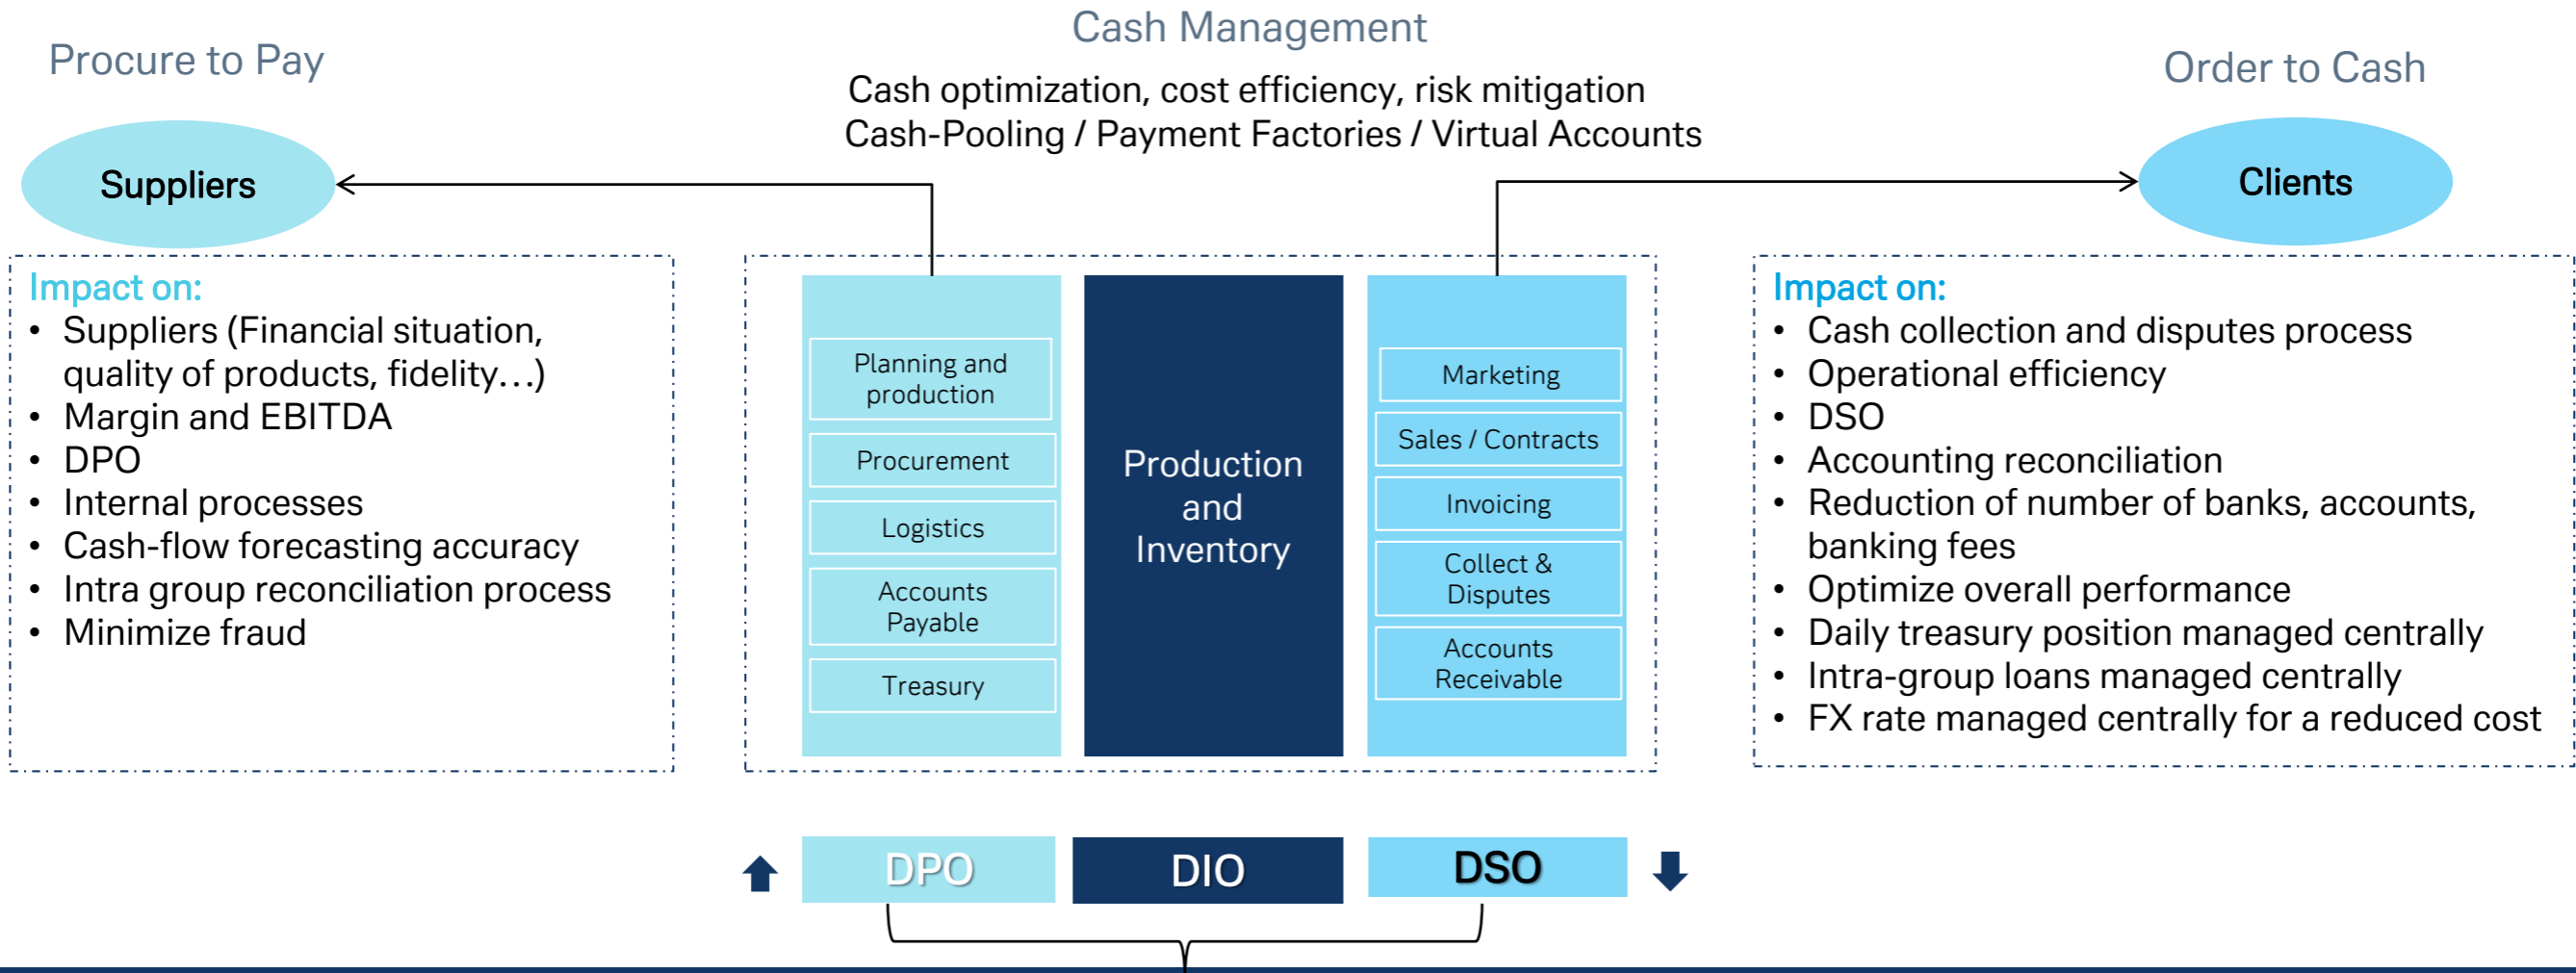 Cash Management
Procure to Pay
Order to Cash
Cash optimization, cost efficiency, risk mitigation
Cash-Pooling / Payment Factories / Virtual Accounts
Suppliers
Clients
Impact on:
• Suppliers (Financial situation,
quality of products, fidelity…)
• Margin and EBITDA
• DPO
• Internal processes
• Cash-flow forecasting accuracy
• Intra group reconciliation process
• Minimize fraud
Planning and
production
Procurement
Logistics
Accounts
Payable
Treasury
Production
and
Inventory
Marketing
Sales / Contracts
Invoicing
Collect &
Disputes
Accounts
Receivable
Impact on:
• Cash collection and disputes process
• Operational efficiency
• DSO
• Accounting reconciliation
• Reduction of number of banks, accounts,
banking fees
• Optimize overall performance
• Daily treasury position managed centrally
• Intra-group loans managed centrally
• FX rate managed centrally for a reduced cost
DPO
DIO
DSO